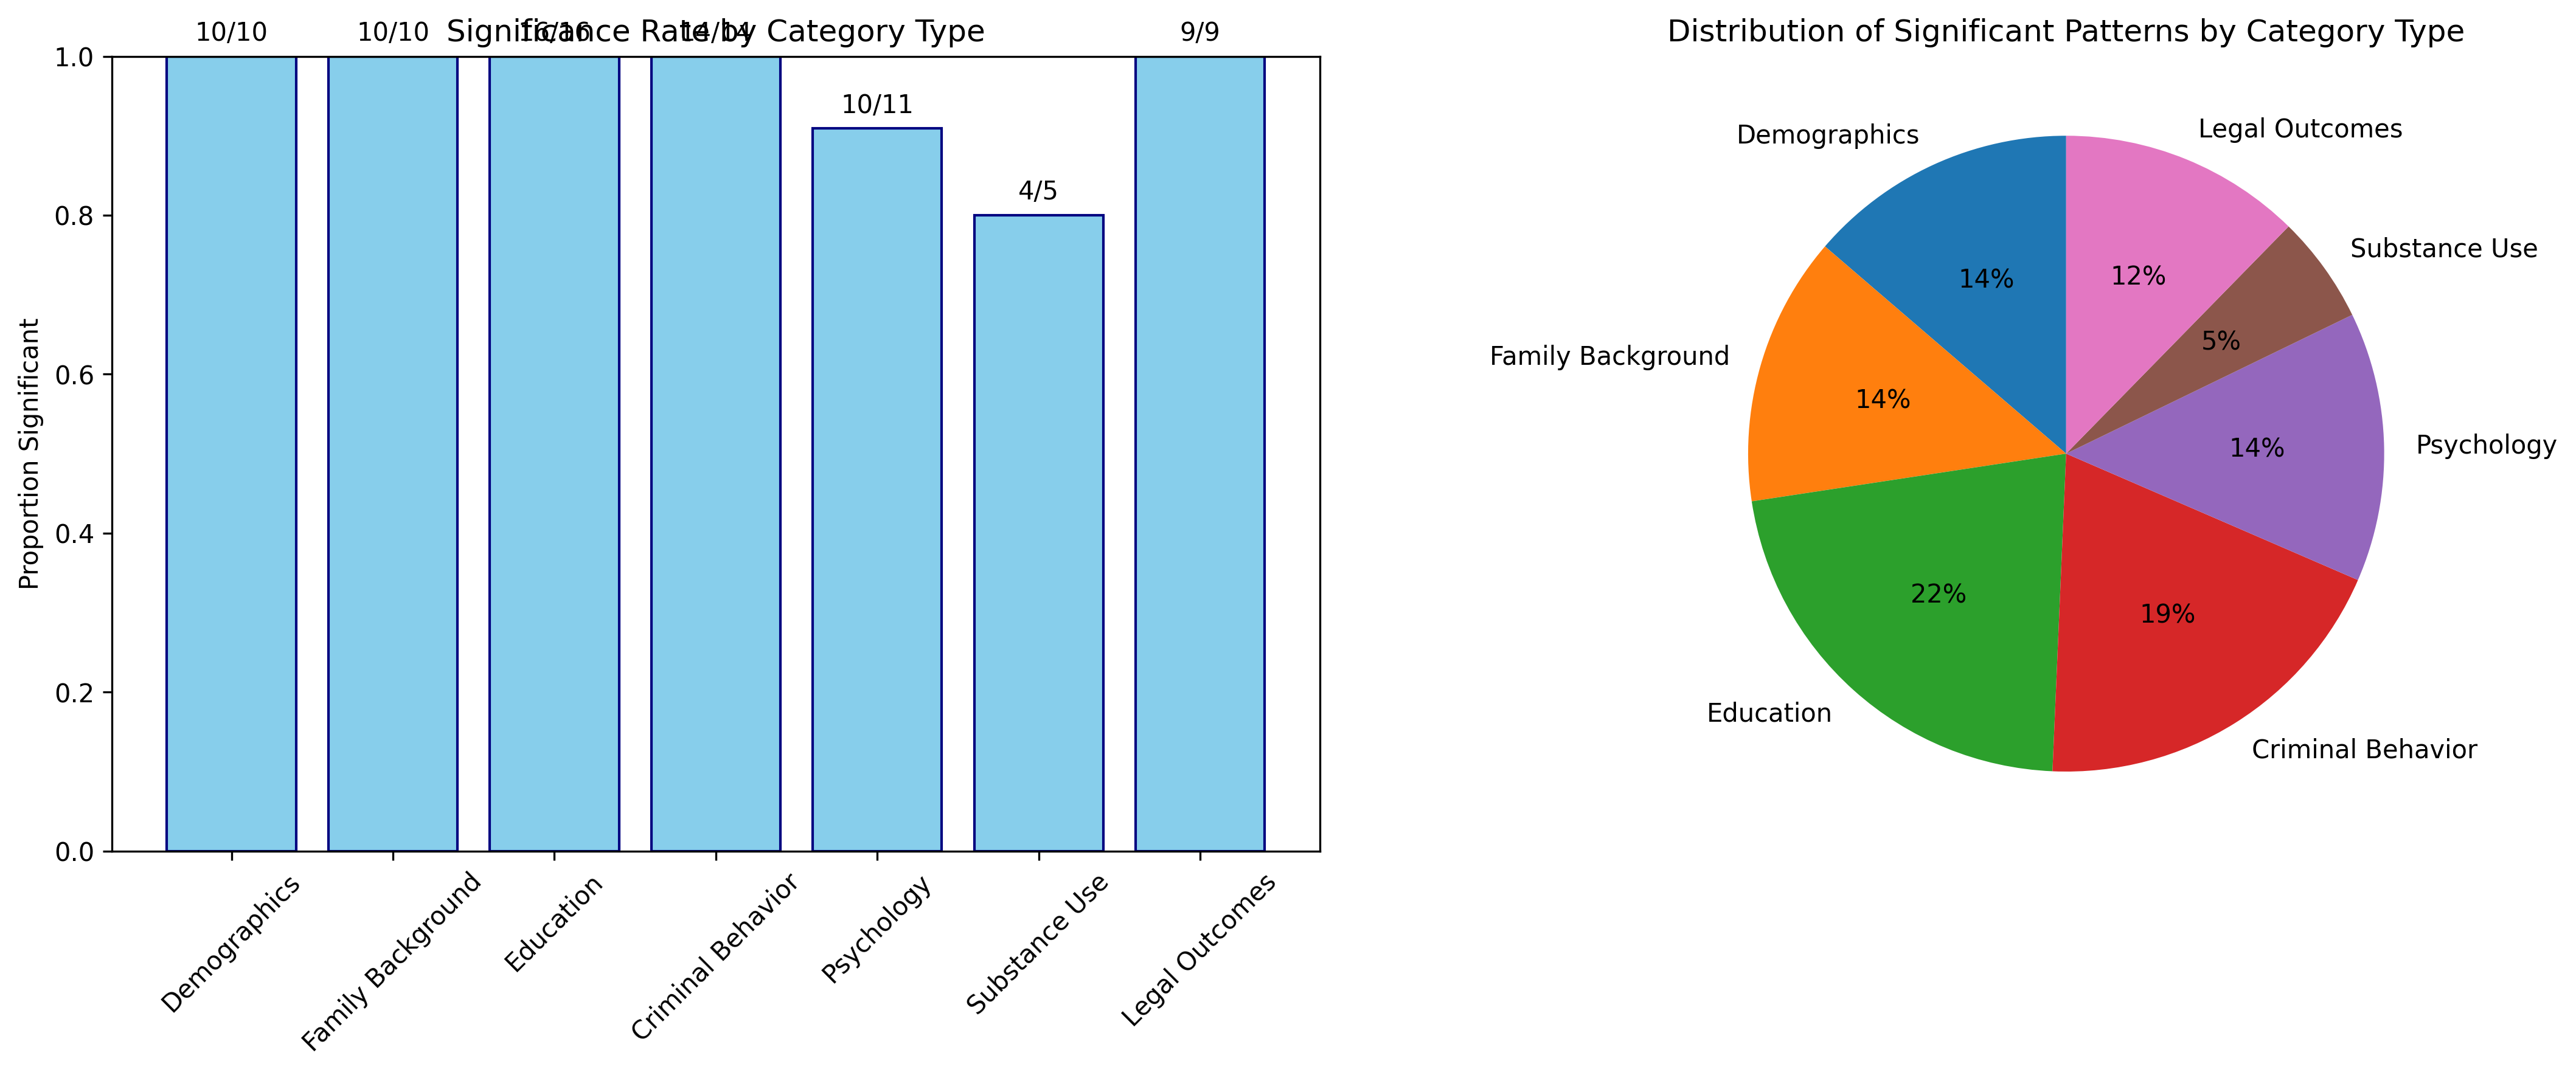 Significance Rate by Category Type
10/10
10/10
16/16
14/14
10/11
4/5
9/9
Proportion Significant
1.0
0.8
0.6
0.4
0.2
0.0
Demographics
Family Background
Education
Criminal Behavior
Psychology
Substance Use
Legal Outcomes
Distribution of Significant Patterns by Category Type
Demographics
14%
Family Background
14%
Education
22%
Criminal Behavior
19%
Psychology
14%
Substance Use
5%
Legal Outcomes
12%